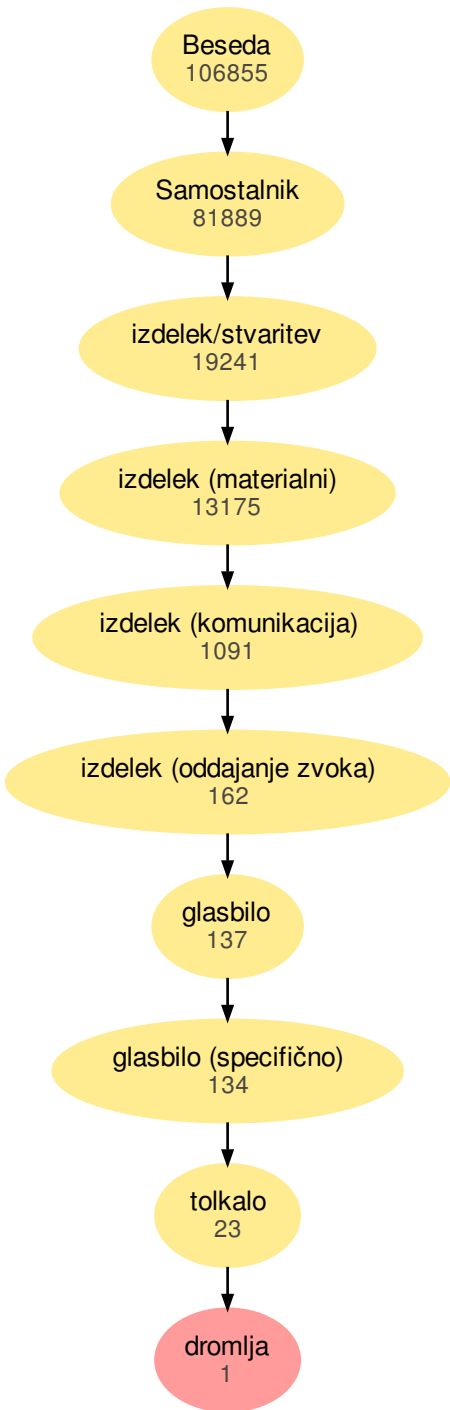 Beseda
106855
Samostalnik
81889
izdelek/stvaritev
19241
izdelek (materialni)
13175
izdelek (komunikacija)
1091
izdelek (oddajanje zvoka)
162
glasbilo
137
glasbilo (specifično)
134
tolkalo
23
dromlja
1